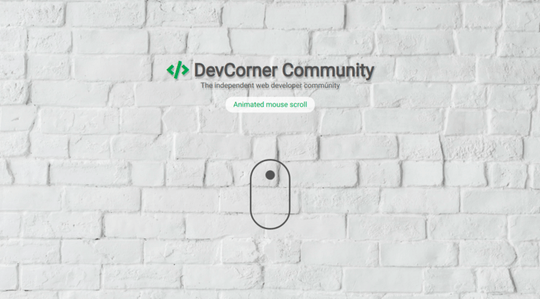 </> DevCorner Community
The independent web developer community
Animated mouse scroll